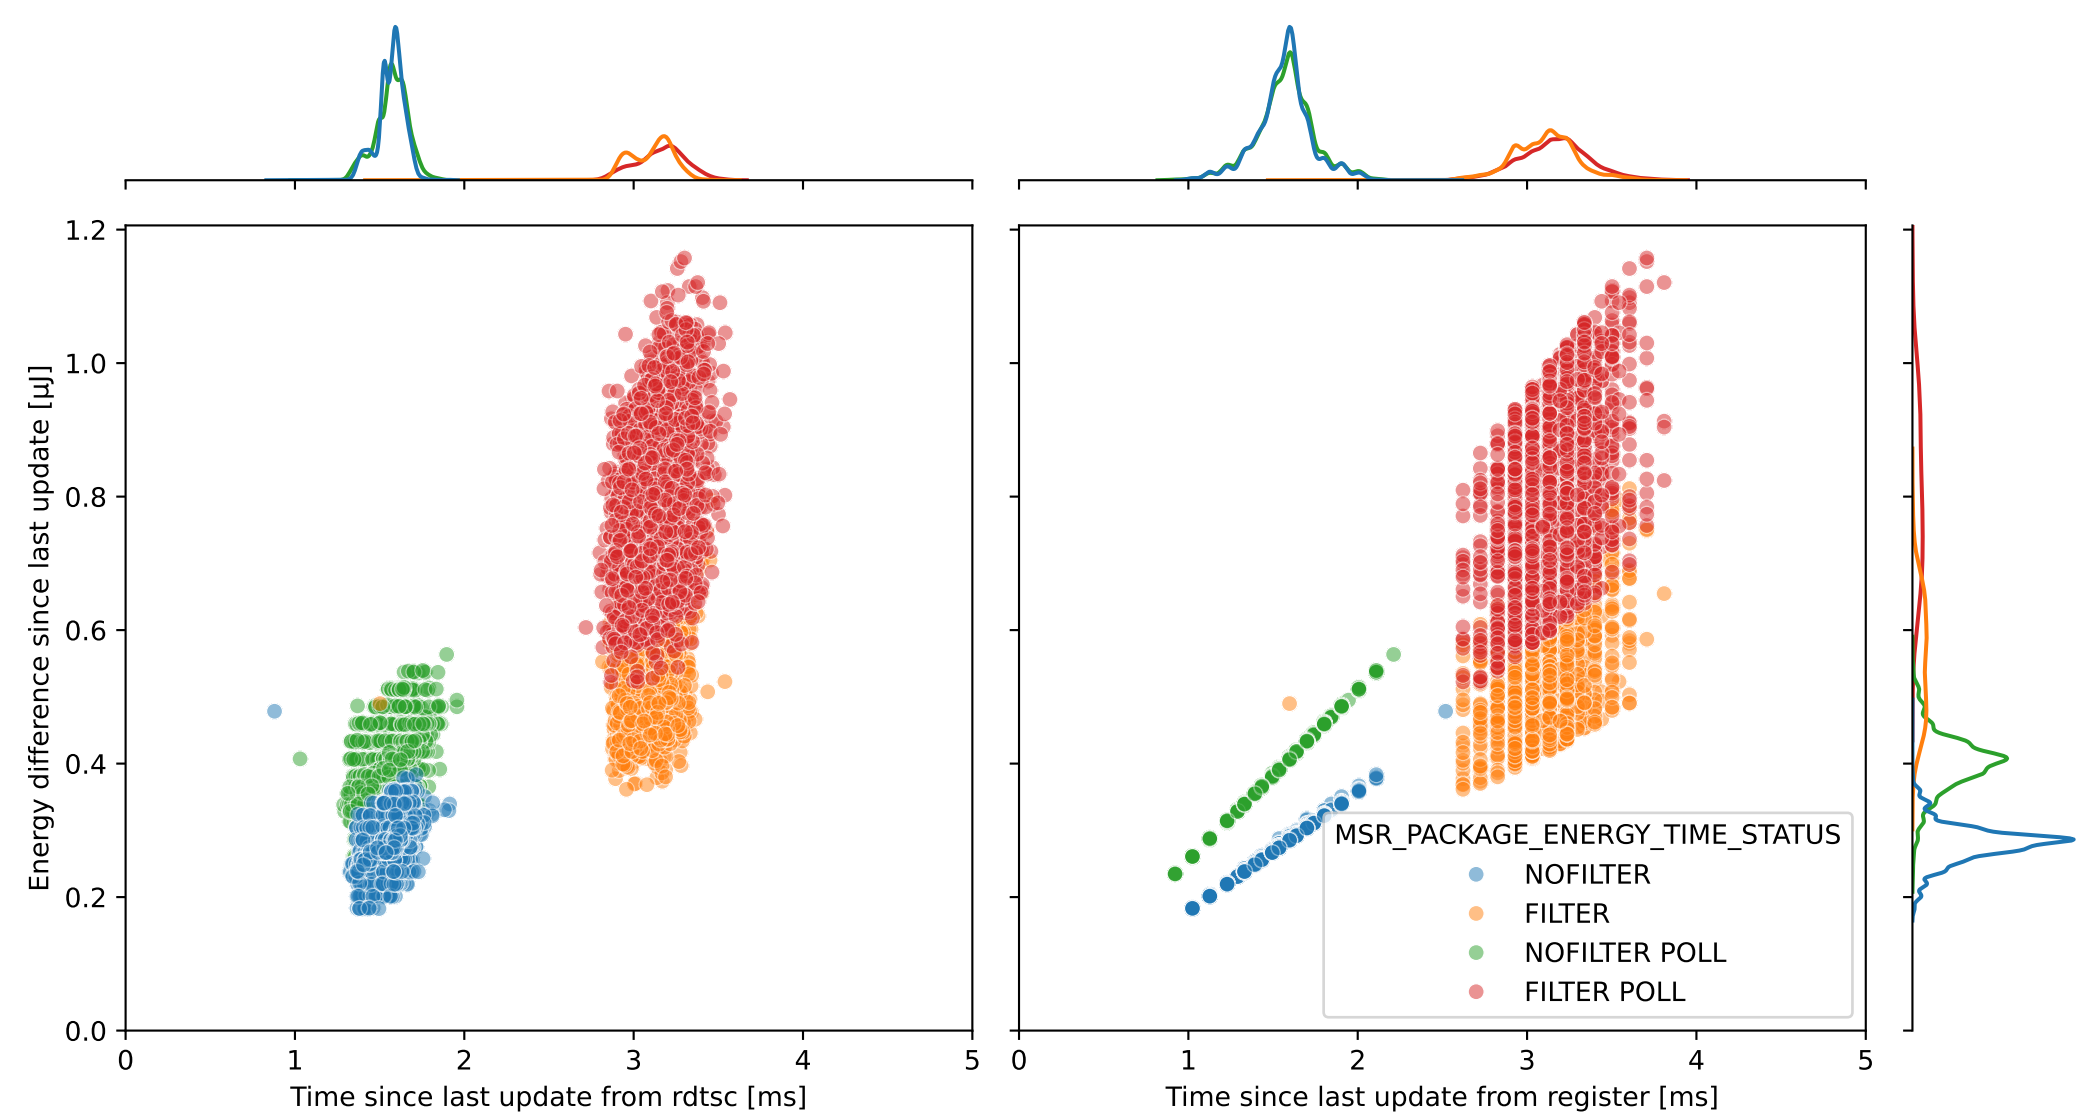 1.2
1.0
0.8
0.6
0.4
0.2
0.0
Energy difference since last update [µJ]
0 1 2 3 4 5
Time since last update from rdtsc [ms]
MSR_PACKAGE_ENERGY_TIME_STATUS
NOFILTER
FILTER
NOFILTER POLL
FILTER POLL
0 1 2 3 4 5
Time since last update from register [ms]